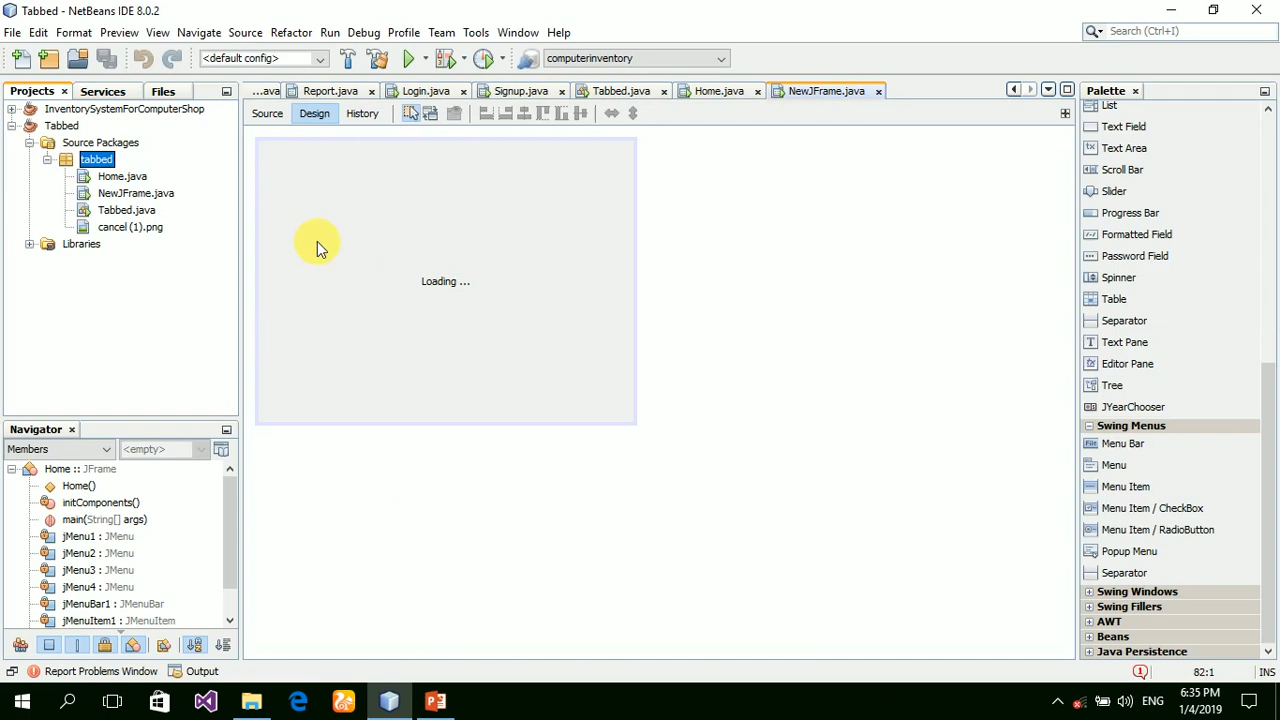 Tabbed - NetBeans IDE 8.0.2
File Edit Format Preview View Navigate Source Refactor Run Debug Profile Team Tools Window Help
Search (Ctrl+I)
<default config>
computerinventory
Projects
Services
Files
...ava
Report.java
Login.java
Signup.java
Tabbed.java
Home.java
NewJFrame.java
Palette
Source
Design
History
InventorySystemForComputerShop
Tabbed
Source Packages
tabbed
Home.java
NewJFrame.java
Tabbed.java
cancel (1).png
Libraries
Loading ...
Navigator
Members
<empty>
Home :: JFrame
Home()
initComponents()
main(String[] args)
jMenu1 : JMenu
jMenu2 : JMenu
jMenu3 : JMenu
jMenu4 : JMenu
jMenuBar1 : JMenuBar
jMenuItem1 : JMenuItem
List
Text Field
Text Area
Scroll Bar
Slider
Progress Bar
Formatted Field
Password Field
Spinner
Table
Separator
Text Pane
Editor Pane
Tree
JYearChooser
Swing Menus
Menu Bar
Menu
Menu Item
Menu Item / CheckBox
Menu Item / RadioButton
Popup Menu
Separator
Swing Windows
Swing Fillers
AWT
Beans
Java Persistence
Report Problems Window
Output
1
82:1
INS
ENG
6:35 PM
1/4/2019